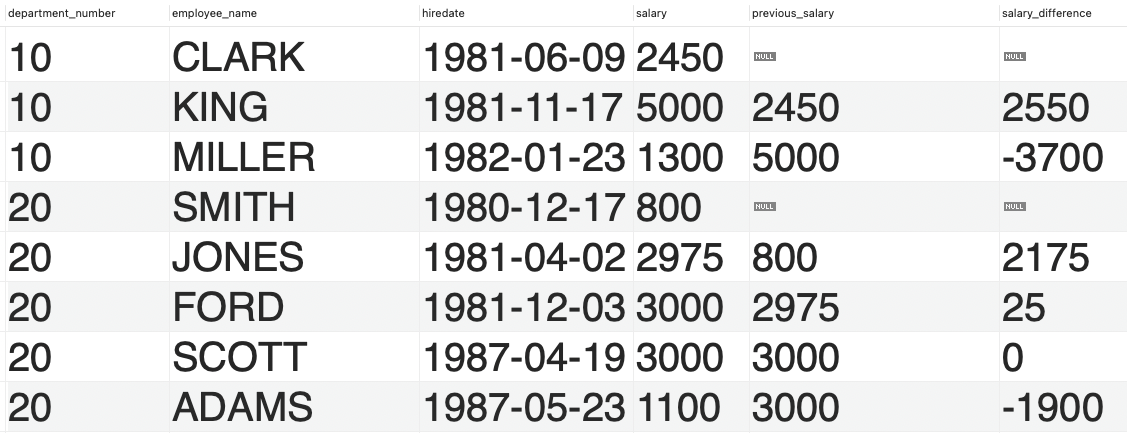 department_number employee_name hiredate salary previous_salary salary_difference
10 CLARK 1981-06-09 2450 NULL NULL
10 KING 1981-11-17 5000 2450 2550
10 MILLER 1982-01-23 1300 5000 -3700
20 SMITH 1980-12-17 800 NULL NULL
20 JONES 1981-04-02 2975 800 2175
20 FORD 1981-12-03 3000 2975 25
20 SCOTT 1987-04-19 3000 3000 0
20 ADAMS 1987-05-23 1100 3000 -1900